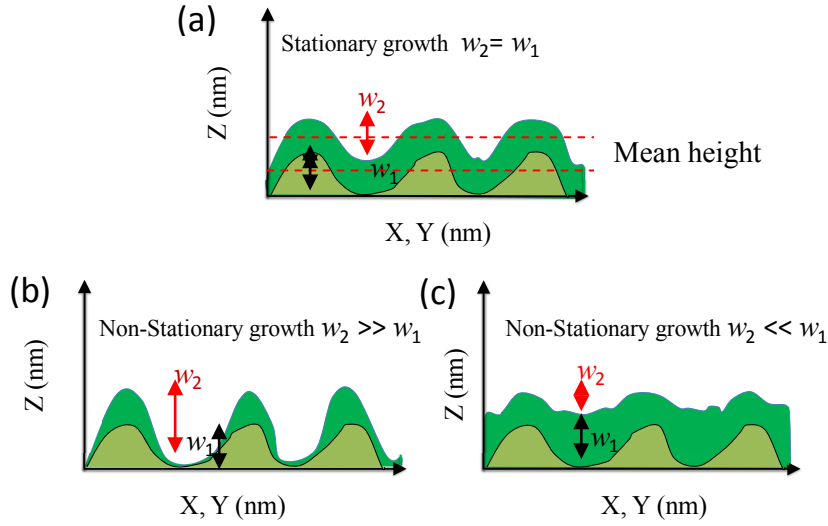 (a)
Stationary growth w₂= w₁
Z (nm)
w₂
w₁
Mean height
X, Y (nm)
(b)
Non-Stationary growth w₂ >> w₁
Z (nm)
w₂
w₁
X, Y (nm)
(c)
Non-Stationary growth w₂ << w₁
Z (nm)
w₂
w₁
X, Y (nm)